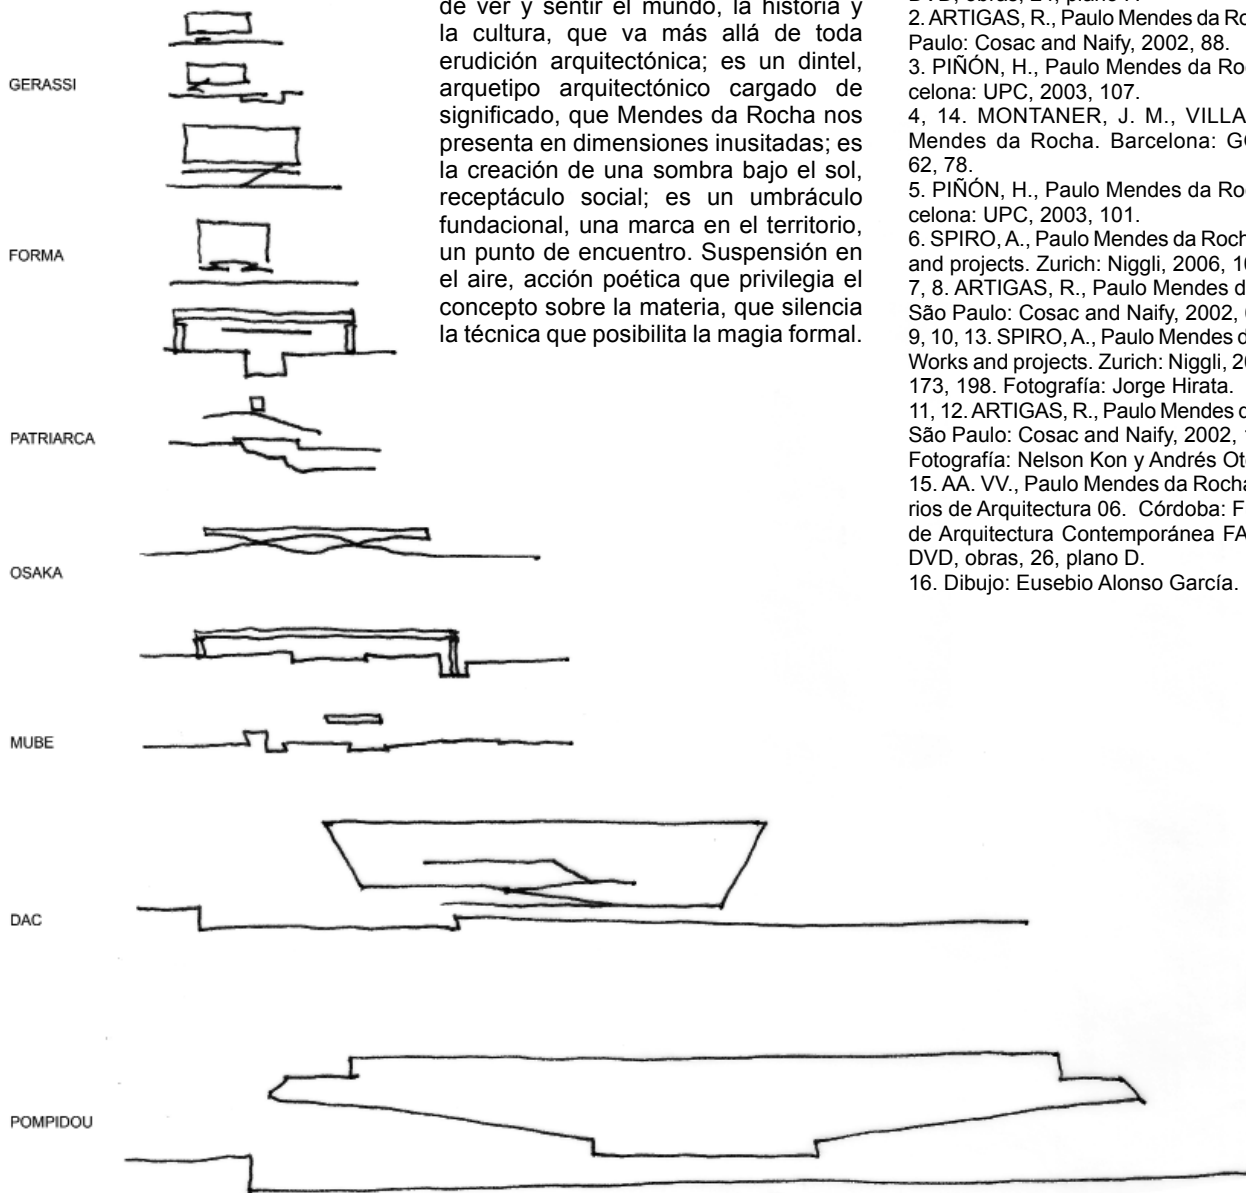 GERASSI
FORMA
PATRIARCA
OSAKA
MUBE
DAC
POMPIDOU
de ver y sentir el mundo, la historia y
la cultura, que va más allá de toda
erudición arquitectónica; es un dintel,
arquetipo arquitectónico cargado de
significado, que Mendes da Rocha nos
presenta en dimensiones inusitadas; es
la creación de una sombra bajo el sol,
receptáculo social; es un umbráculo
fundacional, una marca en el territorio,
un punto de encuentro. Suspensión en
el aire, acción poética que privilegia el
concepto sobre la materia, que silencia
la técnica que posibilita la magia formal.
DVD, obras, 24, plano
2. ARTIGAS, R., Paulo Mendes da Ro
Paulo: Cosac and Naify, 2002, 88.
3. PIÑÓN, H., Paulo Mendes da Ro
celona: UPC, 2003, 107.
4, 14. MONTANER, J. M., VILLA
Mendes da Rocha. Barcelona: G
62, 78.
5. PIÑÓN, H., Paulo Mendes da Ro
celona: UPC, 2003, 101.
6. SPIRO, A., Paulo Mendes da Roch
and projects. Zurich: Niggli, 2006, 1
7, 8. ARTIGAS, R., Paulo Mendes d
São Paulo: Cosac and Naify, 2002,
9, 10, 13. SPIRO, A., Paulo Mendes d
Works and projects. Zurich: Niggli, 20
173, 198. Fotografía: Jorge Hirata.
11, 12. ARTIGAS, R., Paulo Mendes d
São Paulo: Cosac and Naify, 2002,
Fotografía: Nelson Kon y Andrés Ot
15. AA. VV., Paulo Mendes da Rocha
rios de Arquitectura 06. Córdoba: F
de Arquitectura Contemporánea FA
DVD, obras, 26, plano D.
16. Dibujo: Eusebio Alonso García.